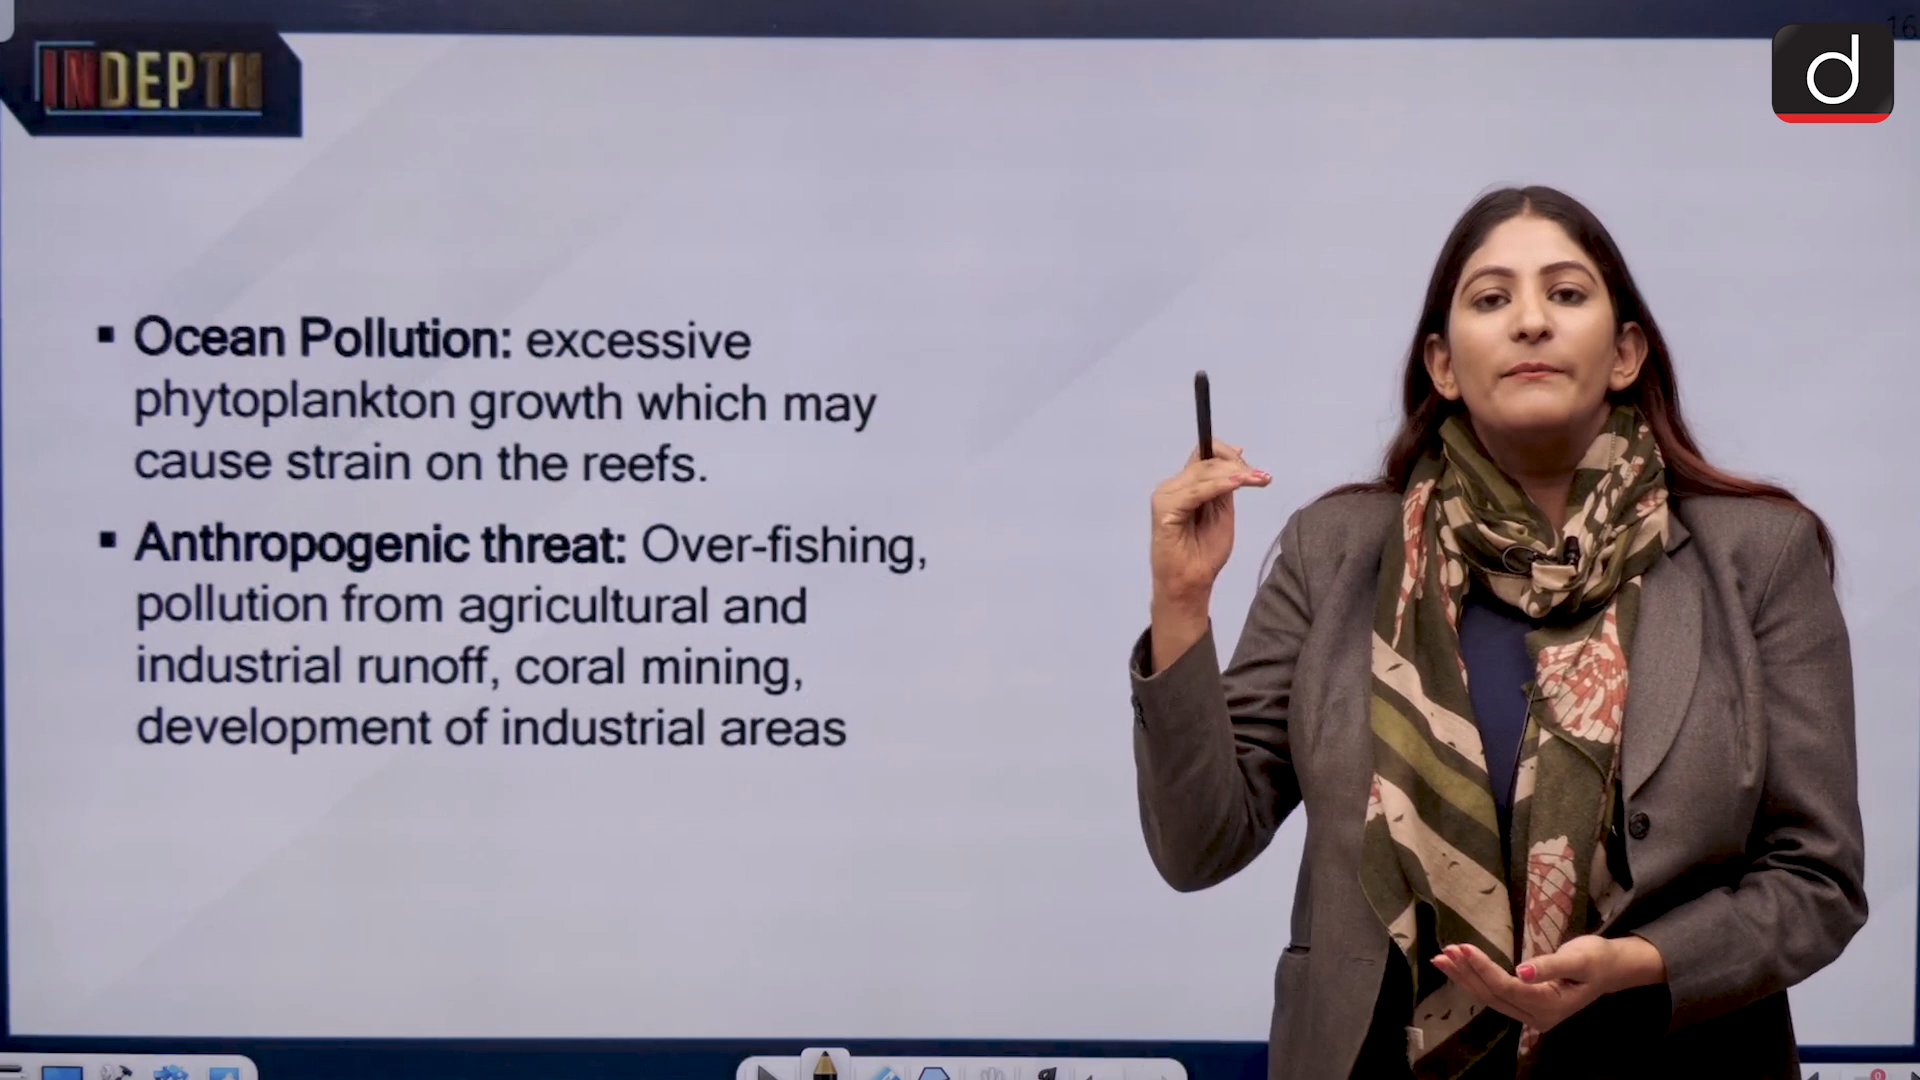 INDEPTH
d
16
▪ Ocean Pollution: excessive
phytoplankton growth which may
cause strain on the reefs.
▪ Anthropogenic threat: Over-fishing,
pollution from agricultural and
industrial runoff, coral mining,
development of industrial areas